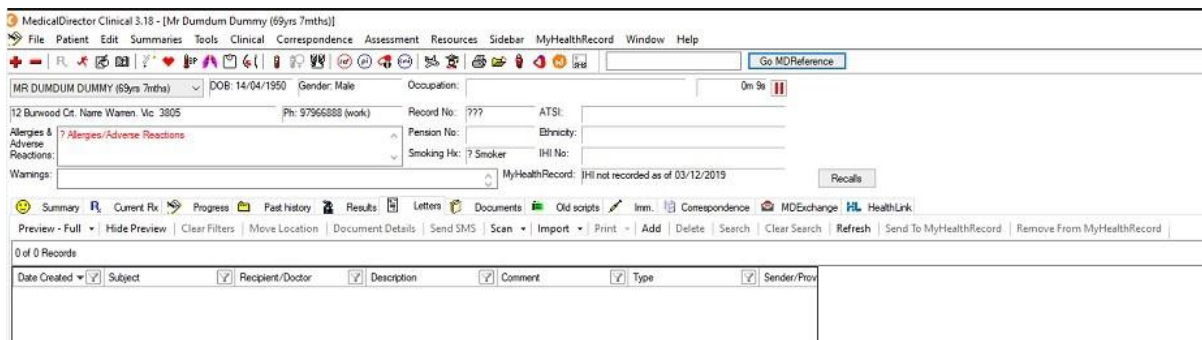 MedicalDirector Clinical 3.18 - [Mr Dumdum Dummy (69yrs 7mths)]
File Patient Edit Summaries Tools Clinical Correspondence Assessment Resources Sidebar MyHealthRecord Window Help
Go MDReference
MR DUMDUM DUMMY (69yrs 7mths) DOB: 14/04/1950 Gender: Male Occupation: 0m 9s
12 Burwood Crt. Narre Warren. Vic 3805 Ph: 97966888 (work) Record No: ??? ATSI:
Allergies & Adverse Reactions: ? Allergies/Adverse Reactions Pension No: Ethnicity:
Smoking Hx: ? Smoker IHI No:
Warnings: MyHealthRecord: IHI not recorded as of 03/12/2019 Recalls
Summary Current Rx Progress Past history Results Letters Documents Old scripts Imm. Correspondence MDExchange HealthLink
Preview - Full Hide Preview Clear Filters Move Location Document Details Send SMS Scan Import Print Add Delete Search Clear Search Refresh Send To MyHealthRecord Remove From MyHealthRecord
0 of 0 Records
Date Created Subject Recipient/Doctor Description Comment Type Sender/Prov